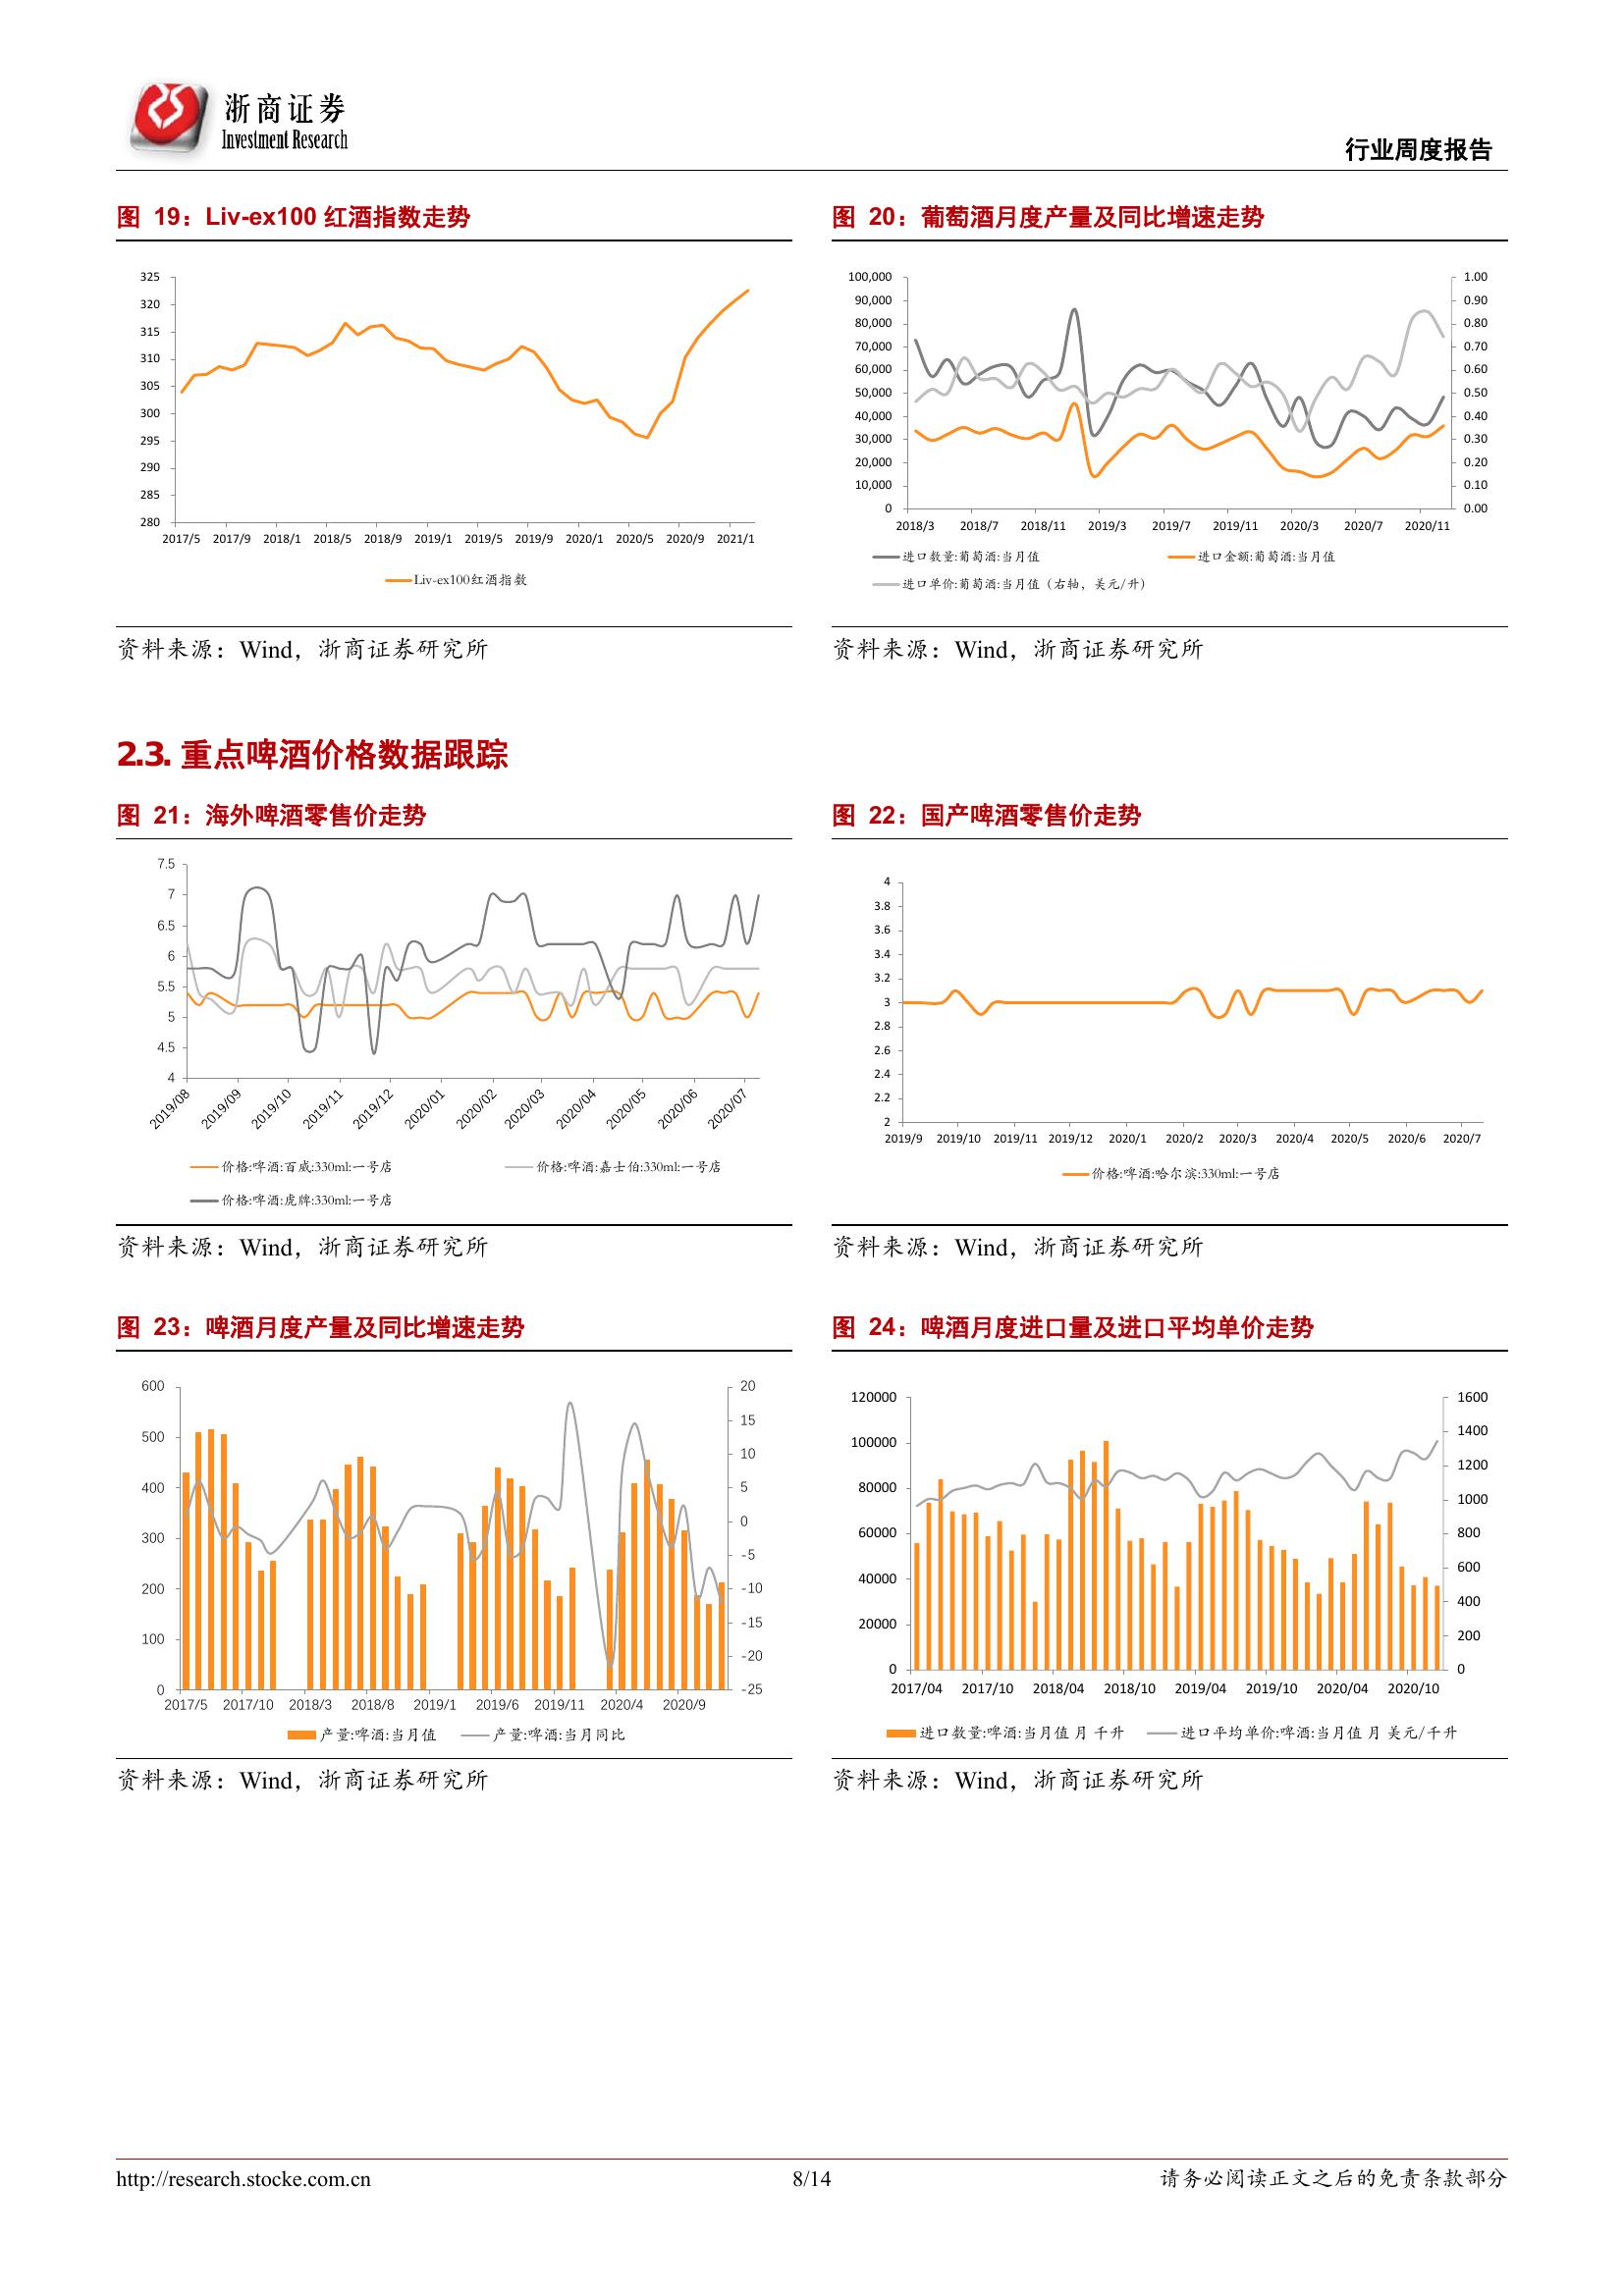 浙商证券
Investment Research
行业周度报告
图 19：Liv-ex100 红酒指数走势
325
320
315
310
305
300
295
290
285
280
2017/5 2017/9 2018/1 2018/5 2018/9 2019/1 2019/5 2019/9 2020/1 2020/5 2020/9 2021/1
Liv-ex100红酒指数
资料来源：Wind，浙商证券研究所
图 20：葡萄酒月度产量及同比增速走势
100,000 1.00
90,000 0.90
80,000 0.80
70,000 0.70
60,000 0.60
50,000 0.50
40,000 0.40
30,000 0.30
20,000 0.20
10,000 0.10
0 0.00
2018/3 2018/7 2018/11 2019/3 2019/7 2019/11 2020/3 2020/7 2020/11
进口数量:葡萄酒:当月值 进口金额:葡萄酒:当月值
进口单价:葡萄酒:当月值（右轴，美元/升）
资料来源：Wind，浙商证券研究所
2.3. 重点啤酒价格数据跟踪
图 21：海外啤酒零售价走势
7.5
7
6.5
6
5.5
5
4.5
4
2019/08 2019/09 2019/10 2019/11 2019/12 2020/01 2020/02 2020/03 2020/04 2020/05 2020/06 2020/07
价格:啤酒:百威:330ml:一号店 价格:啤酒:嘉士伯:330ml:一号店
价格:啤酒:虎牌:330ml:一号店
资料来源：Wind，浙商证券研究所
图 22：国产啤酒零售价走势
4
3.8
3.6
3.4
3.2
3
2.8
2.6
2.4
2.2
2
2019/9 2019/10 2019/11 2019/12 2020/1 2020/2 2020/3 2020/4 2020/5 2020/6 2020/7
价格:啤酒:哈尔滨:330ml:一号店
资料来源：Wind，浙商证券研究所
图 23：啤酒月度产量及同比增速走势
600
500
400
300
200
100
0
20
15
10
5
0
-5
-10
-15
-20
-25
2017/5 2017/10 2018/3 2018/8 2019/1 2019/6 2019/11 2020/4 2020/9
产量:啤酒:当月值 产量:啤酒:当月同比
资料来源：Wind，浙商证券研究所
图 24：啤酒月度进口量及进口平均单价走势
120000
100000
80000
60000
40000
20000
0
1600
1400
1200
1000
800
600
400
200
0
2017/04 2017/10 2018/04 2018/10 2019/04 2019/10 2020/04 2020/10
进口数量:啤酒:当月值 月 千升 进口平均单价:啤酒:当月值 月 美元/千升
资料来源：Wind，浙商证券研究所
http://research.stocke.com.cn 8/14 请务必阅读正文之后的免责条款部分